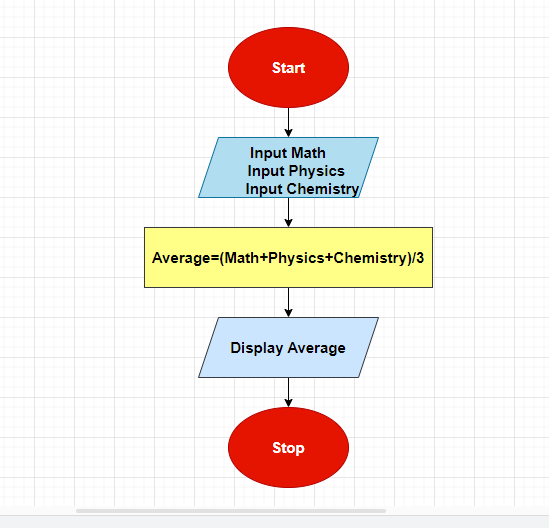 Start
Input Math
Input Physics
Input Chemistry
Average=(Math+Physics+Chemistry)/3
Display Average
Stop